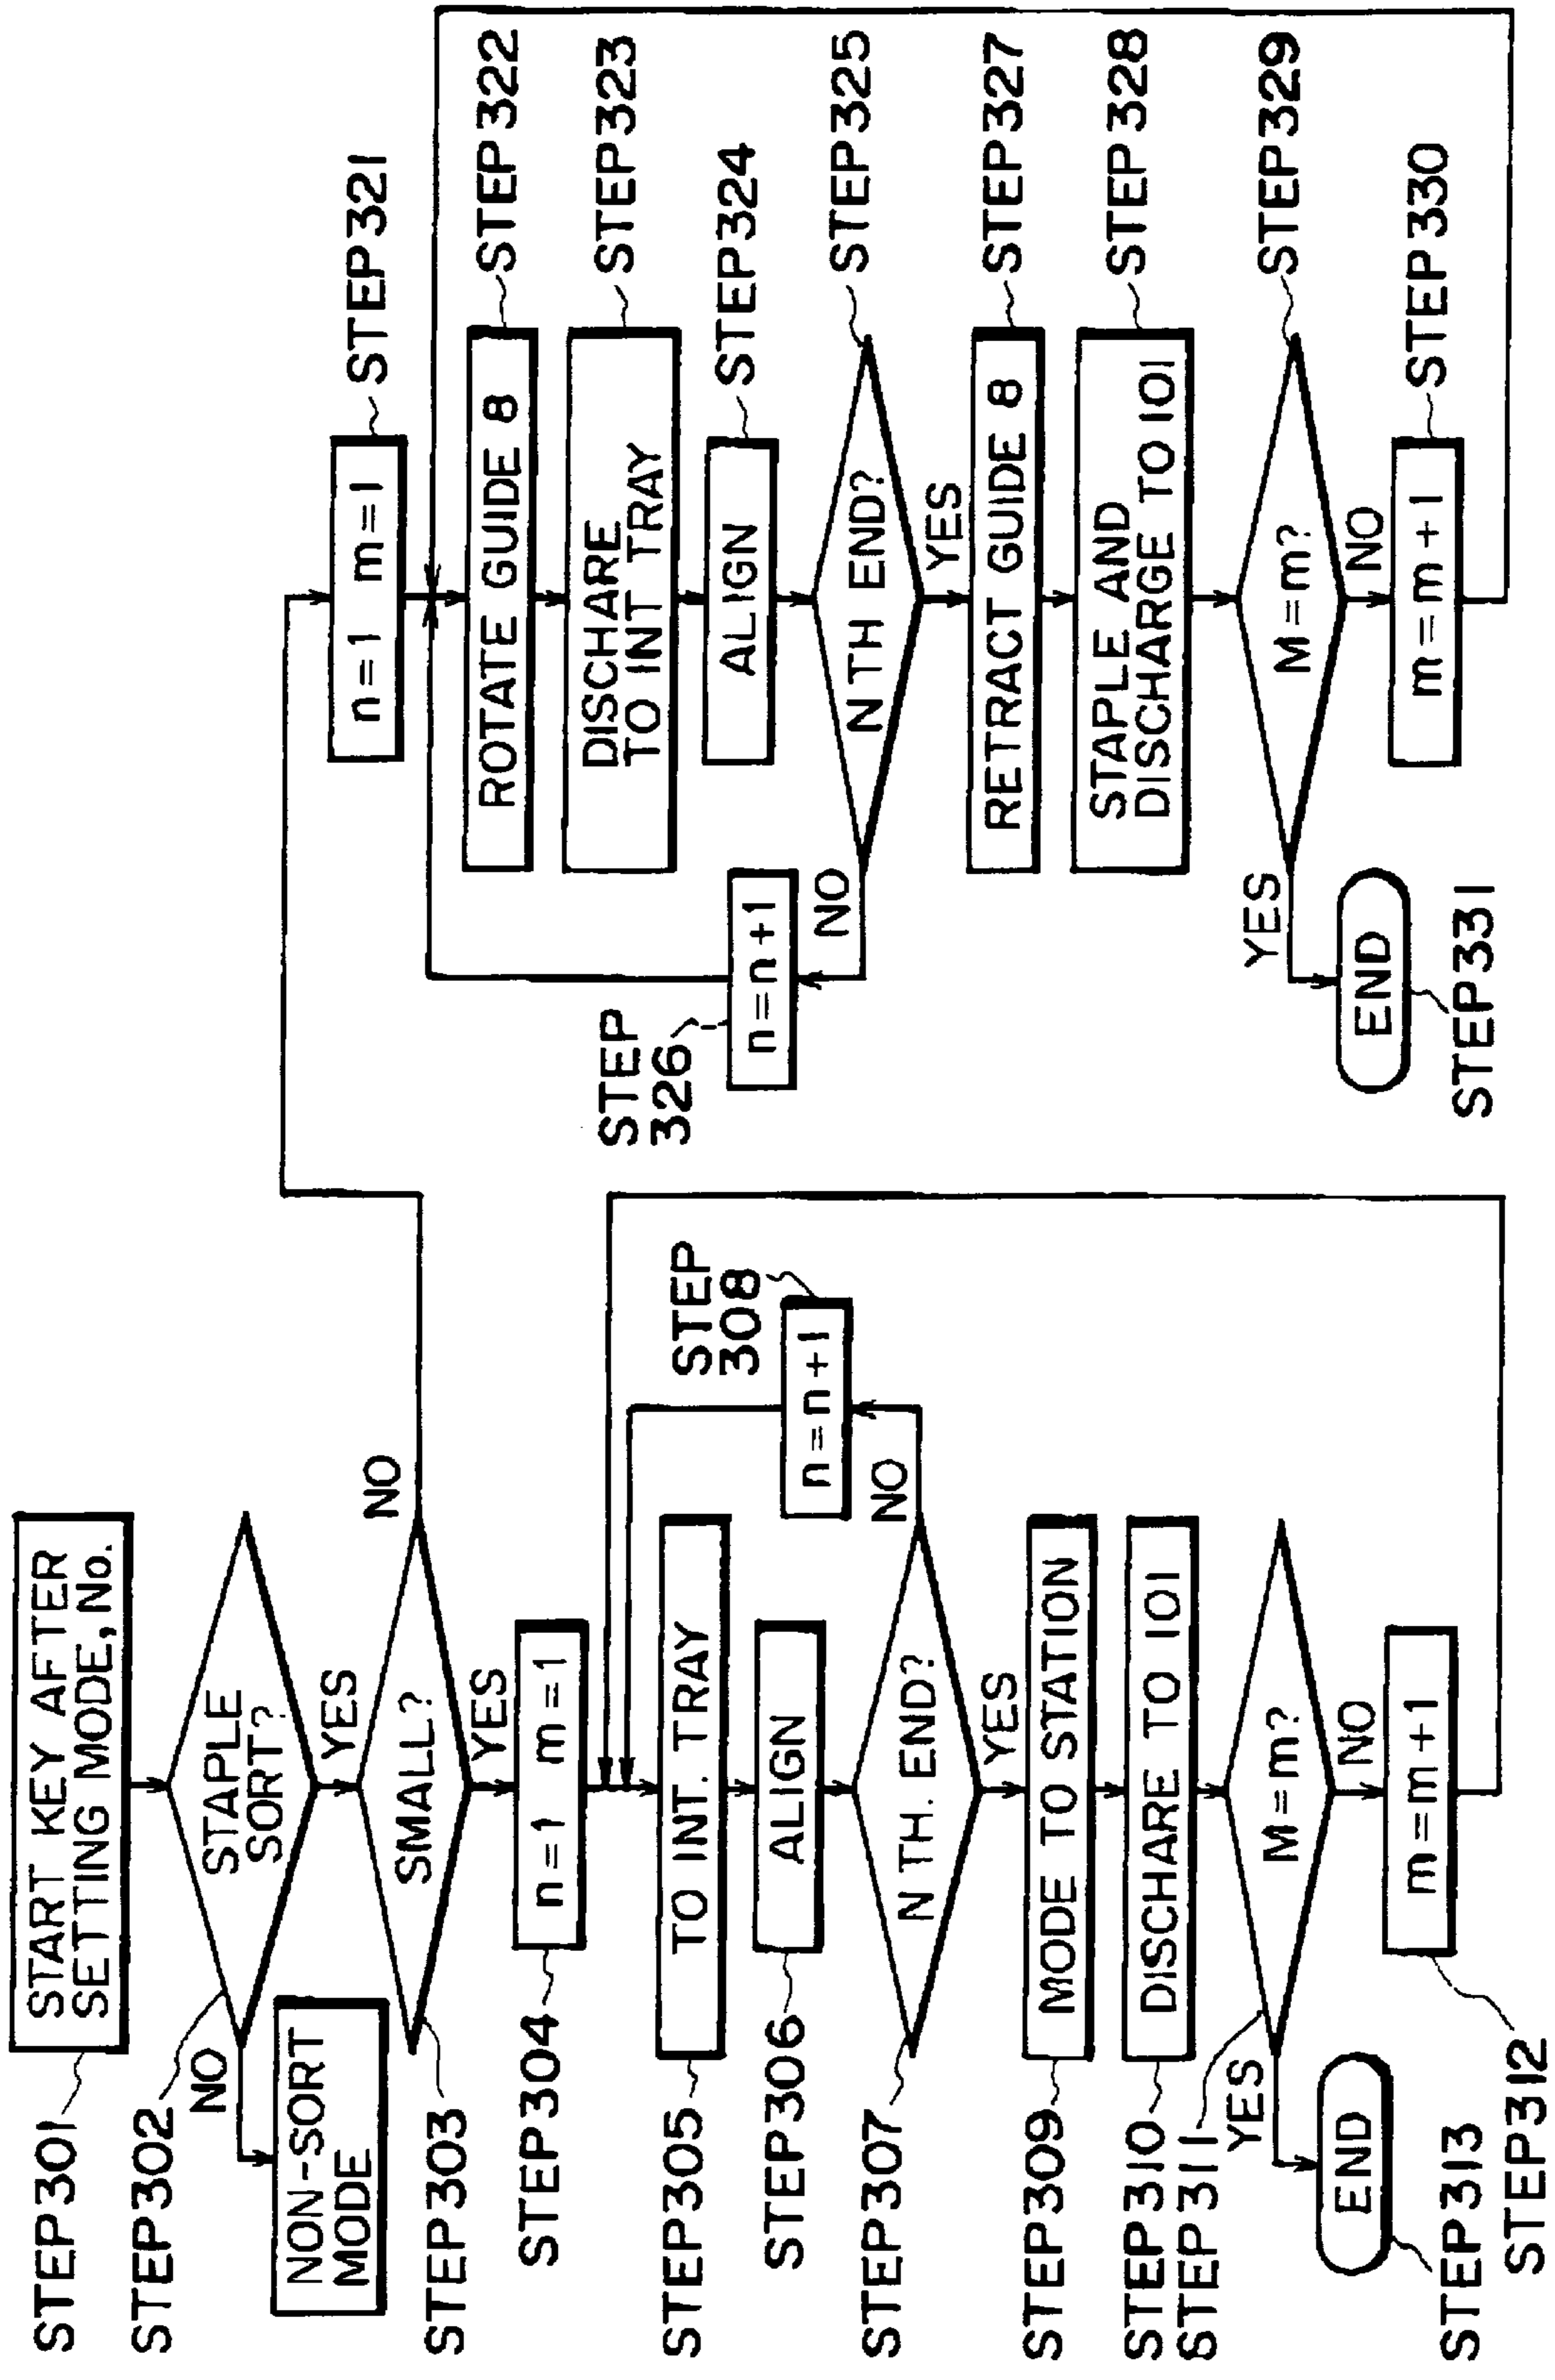 STEP301
START KEY AFTER
SETTING MODE, No.
STEP302
STAPLE
SORT?
NO
YES
NON-SORT
MODE
STEP303
SMALL?
NO
YES
STEP304
n=1 m=1
STEP305
TO INT. TRAY
STEP306
ALIGN
STEP307
N TH. END?
NO
YES
STEP
308
n=n+1
STEP309
MODE TO STATION
STEP310
DISCHARE TO 101
STEP311
M=m?
YES
NO
END
STEP313
m=m+1
STEP312
n=1 m=1
STEP321
ROTATE GUIDE 8
STEP322
DISCHARE
TO INT TRAY
STEP323
ALIGN
STEP324
N TH END?
STEP325
NO
YES
STEP
326
n=n+1
RETRACT GUIDE 8
STEP327
STAPLE AND
DISCHARGE TO 101
STEP328
M=m?
STEP329
YES
NO
END
STEP331
m=m+1
STEP330